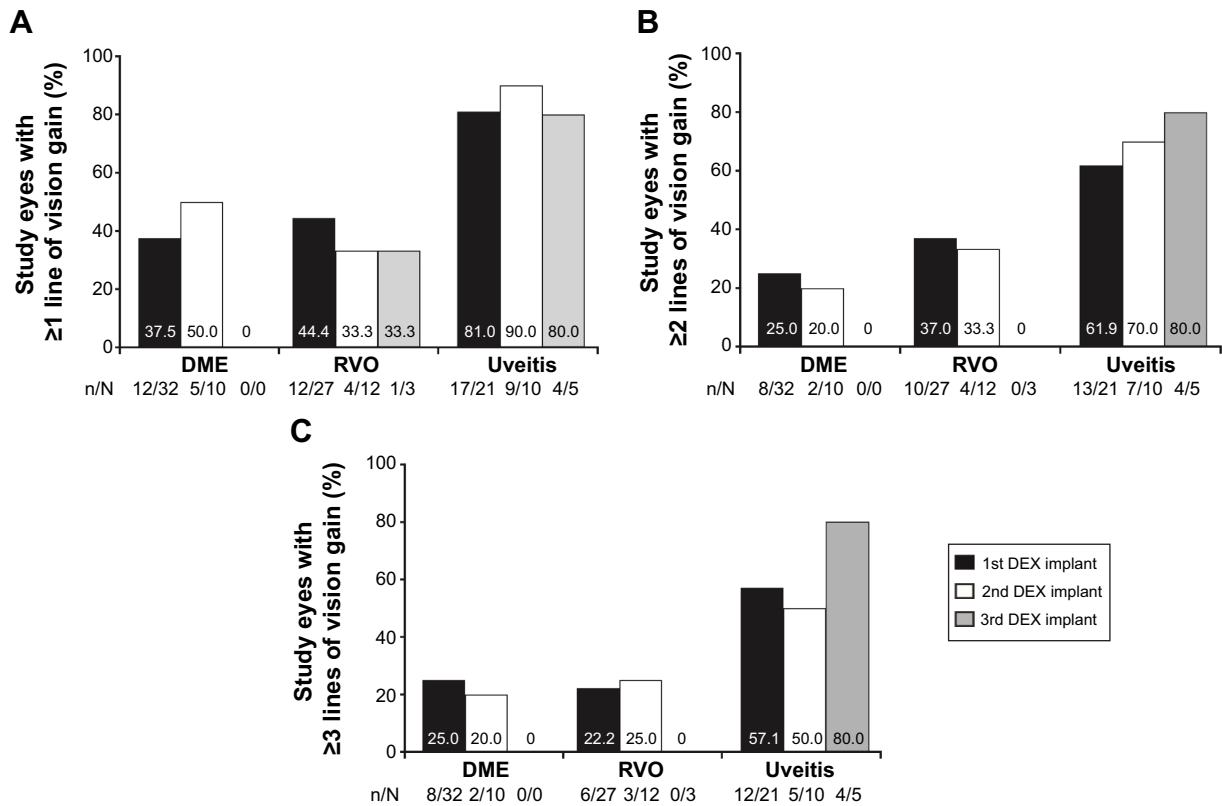 A
Study eyes with
≥1 line of vision gain (%)
100
80
60
40
20
0
37.5 50.0 0
44.4 33.3 33.3
81.0 90.0 80.0
DME RVO Uveitis
n/N 12/32 5/10 0/0 12/27 4/12 1/3 17/21 9/10 4/5
B
Study eyes with
≥2 lines of vision gain (%)
100
80
60
40
20
0
25.0 20.0 0
37.0 33.3 0
61.9 70.0 80.0
DME RVO Uveitis
n/N 8/32 2/10 0/0 10/27 4/12 0/3 13/21 7/10 4/5
C
Study eyes with
≥3 lines of vision gain (%)
100
80
60
40
20
0
25.0 20.0 0
22.2 25.0 0
57.1 50.0 80.0
DME RVO Uveitis
n/N 8/32 2/10 0/0 6/27 3/12 0/3 12/21 5/10 4/5
1st DEX implant
2nd DEX implant
3rd DEX implant